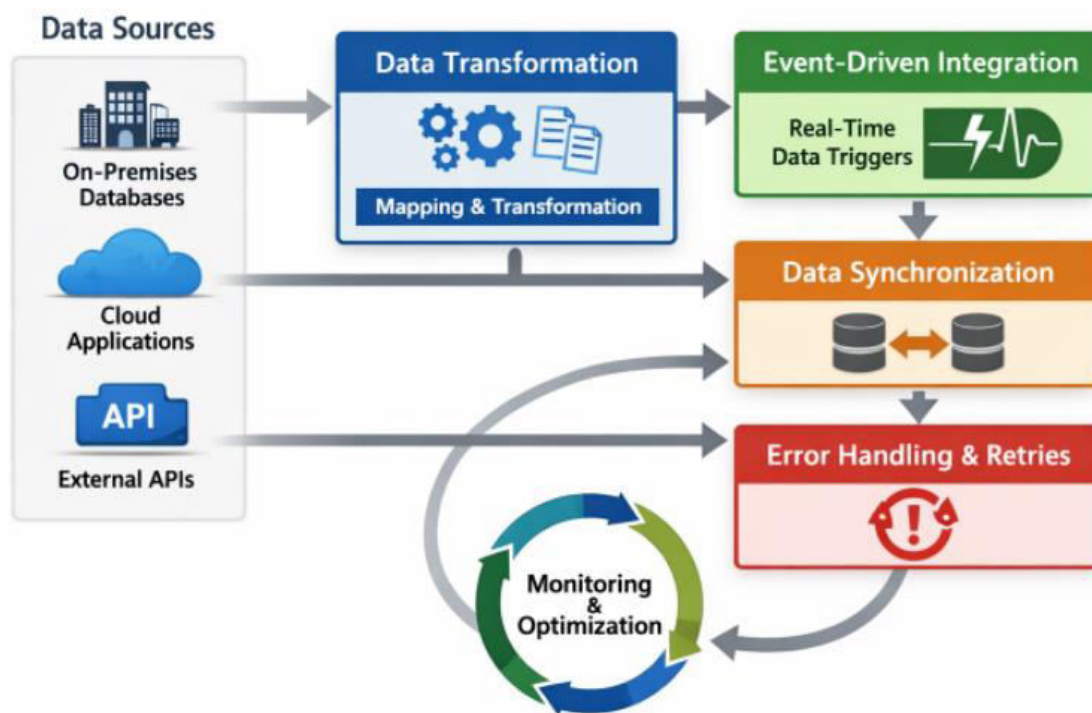 Data Sources
On-Premises
Databases
Cloud
Applications
API
External APIs
Data Transformation
Mapping & Transformation
Event-Driven Integration
Real-Time
Data Triggers
Data Synchronization
Error Handling & Retries
Monitoring
&
Optimization